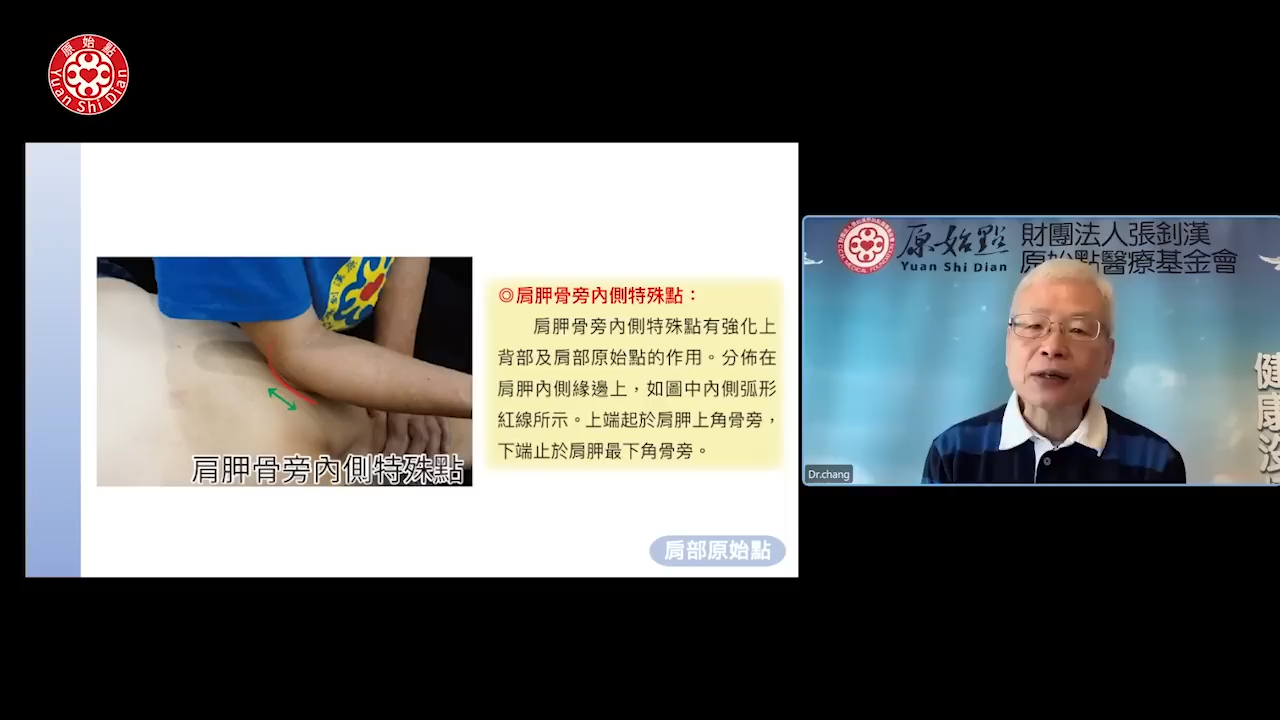 原始點
Yuan Shi Dian
肩胛骨旁內側特殊點
◎肩胛骨旁內側特殊點：
肩胛骨旁內側特殊點有強化上
背部及肩部原始點的作用。分佈在
肩胛內側緣邊上，如圖中內側弧形
紅線所示。上端起於肩胛上角骨旁，
下端止於肩胛最下角骨旁。
肩部原始點
原始點
Yuan Shi Dian
財團法人張釗漢
原始點醫療基金會
健康
Dr.chang